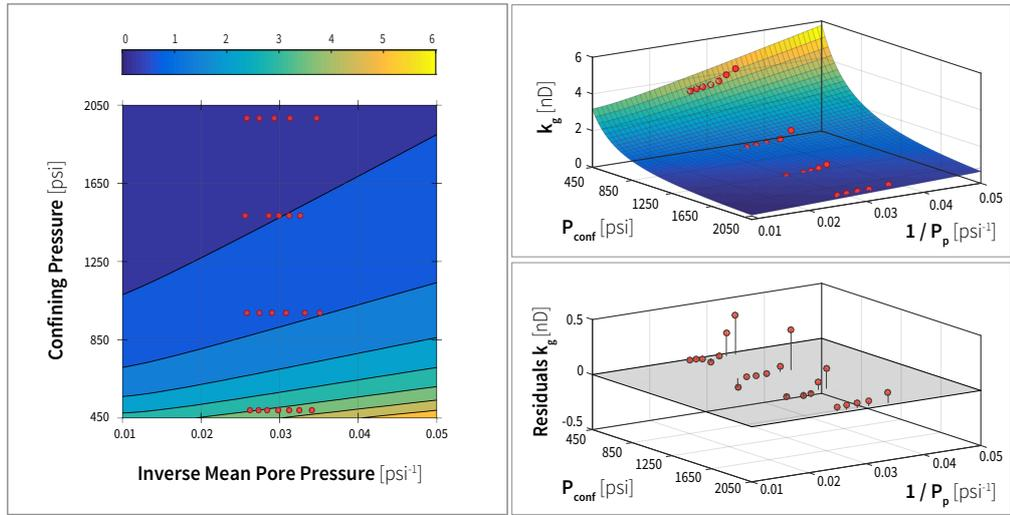 0 1 2 3 4 5 6
2050
1650
1250
850
450
0.01 0.02 0.03 0.04 0.05
Confining Pressure [psi]
Inverse Mean Pore Pressure [psi⁻¹]
6
4
2
0
kg [nD]
450 850 1250 1650 2050
Pconf [psi]
0.01 0.02 0.03 0.04 0.05
1 / Pp [psi⁻¹]
0.5
0
-0.5
Residuals kg [nD]
450 850 1250 1650 2050
Pconf [psi]
0.01 0.02 0.03 0.04 0.05
1 / Pp [psi⁻¹]